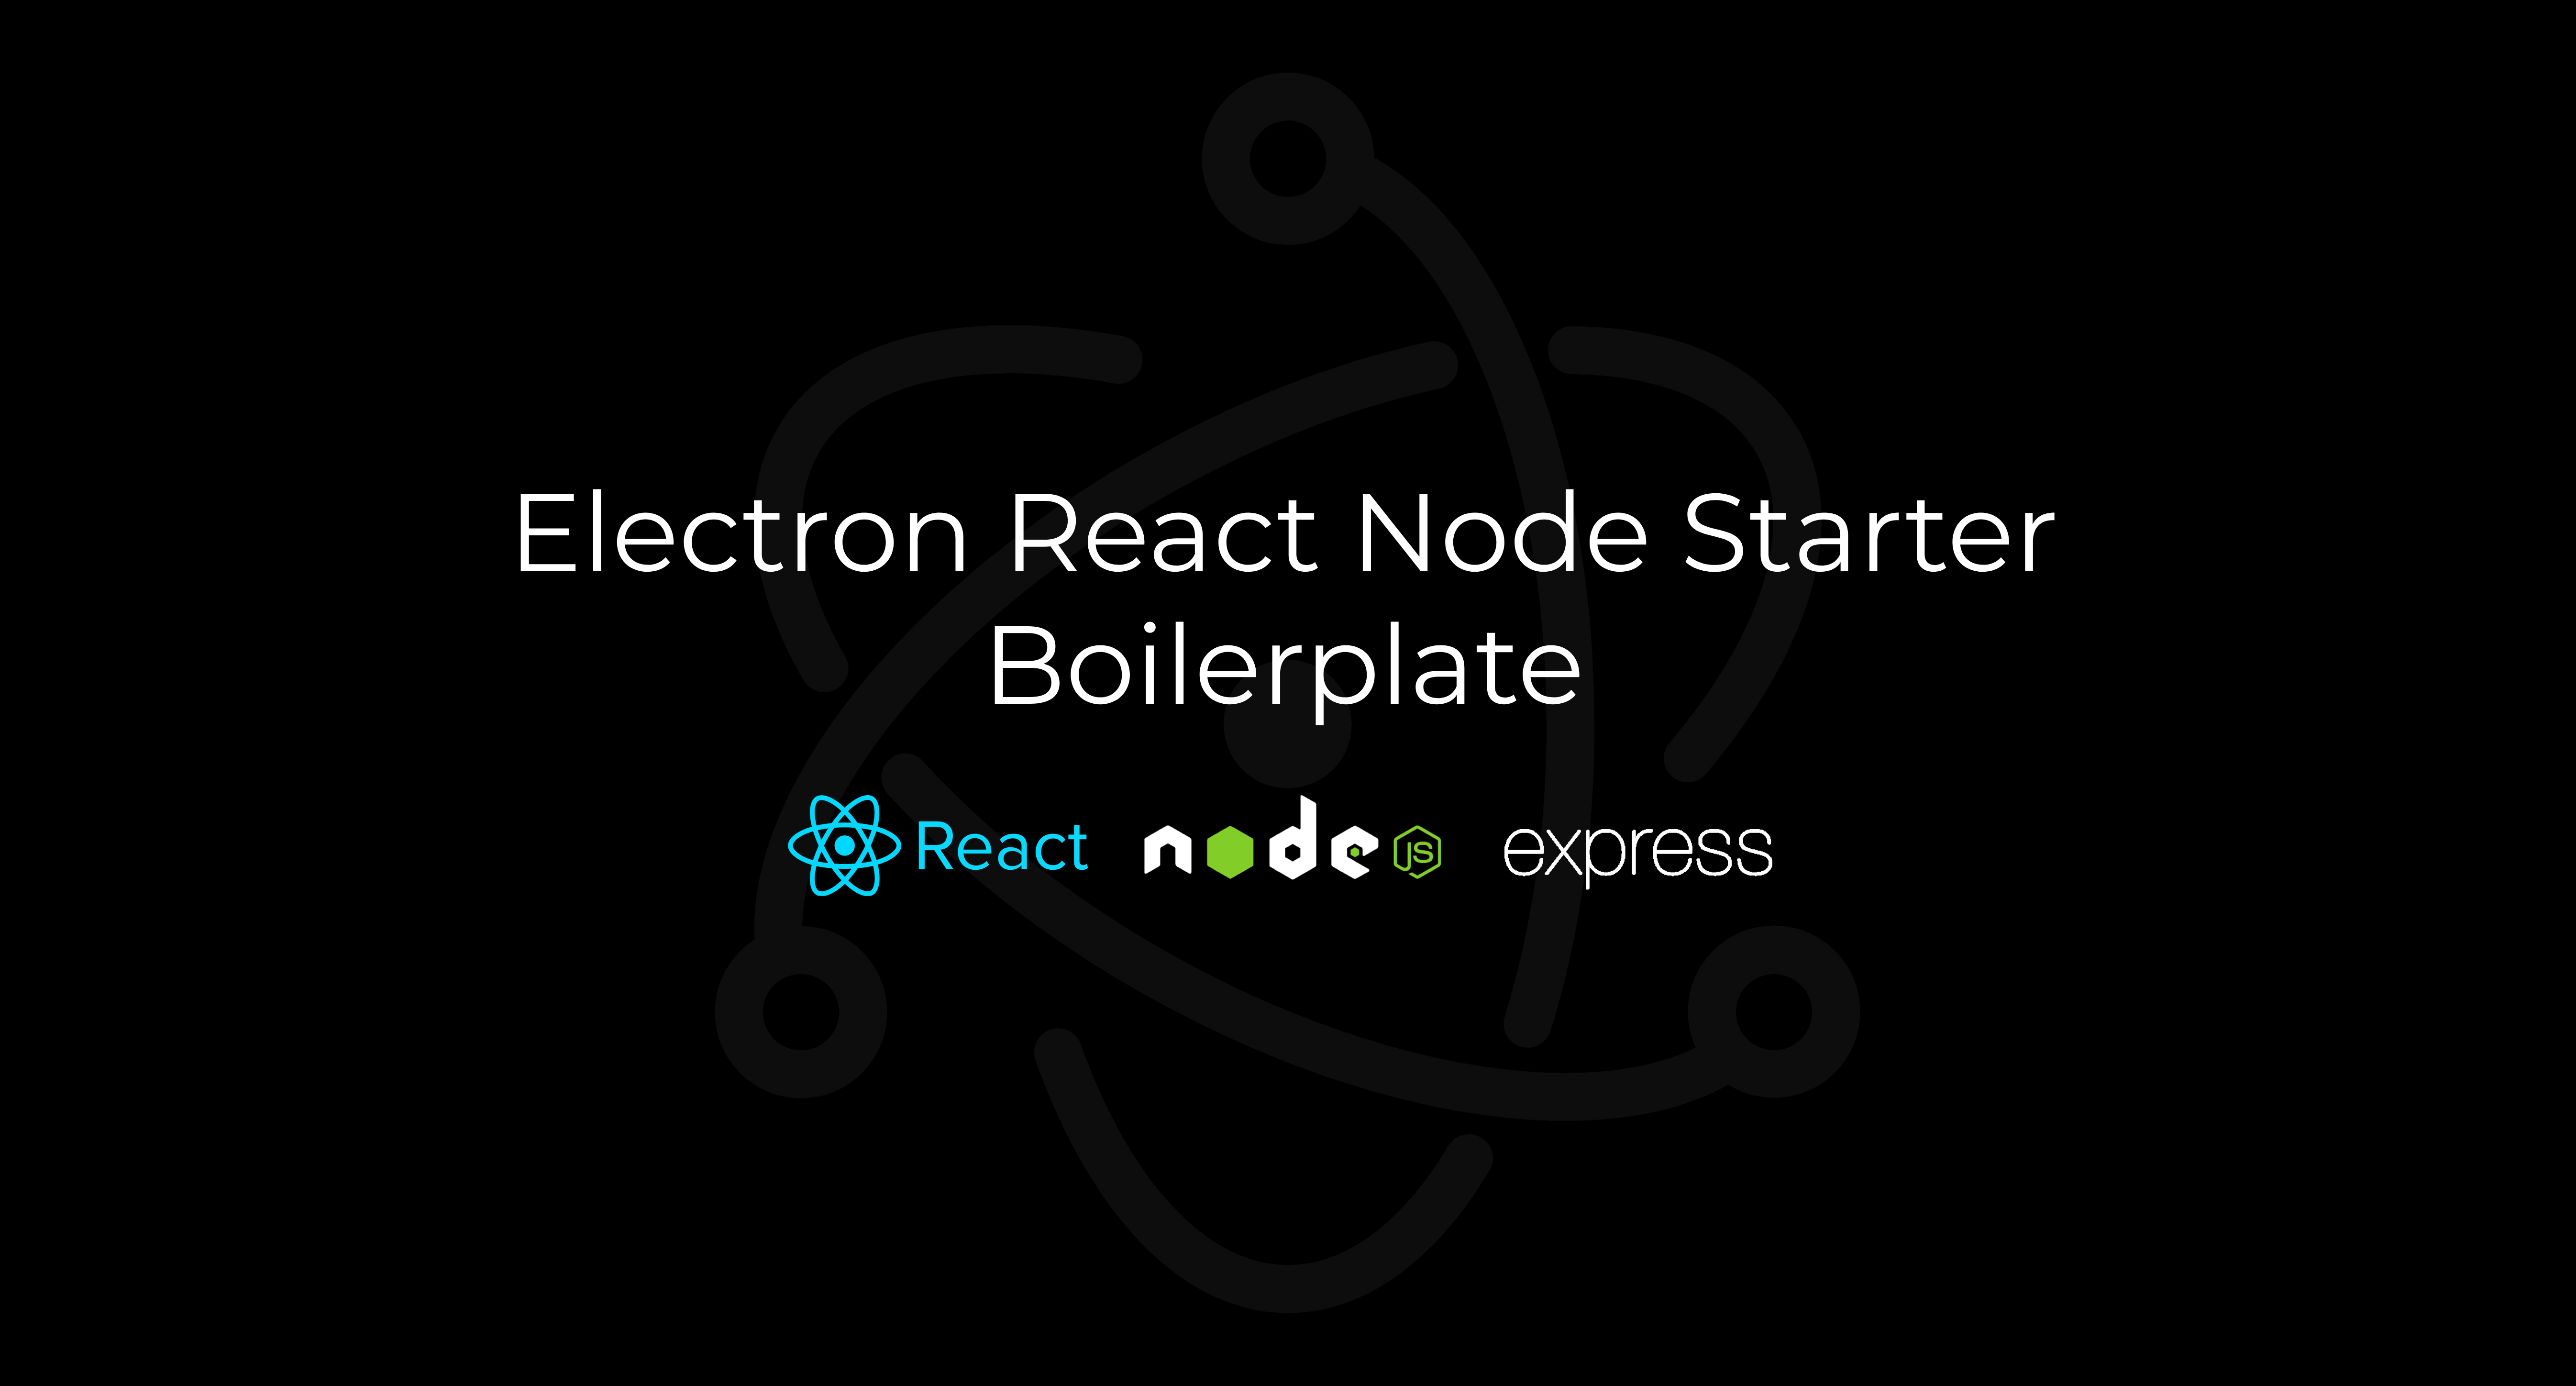 Electron React Node Starter
Boilerplate
React node JS express